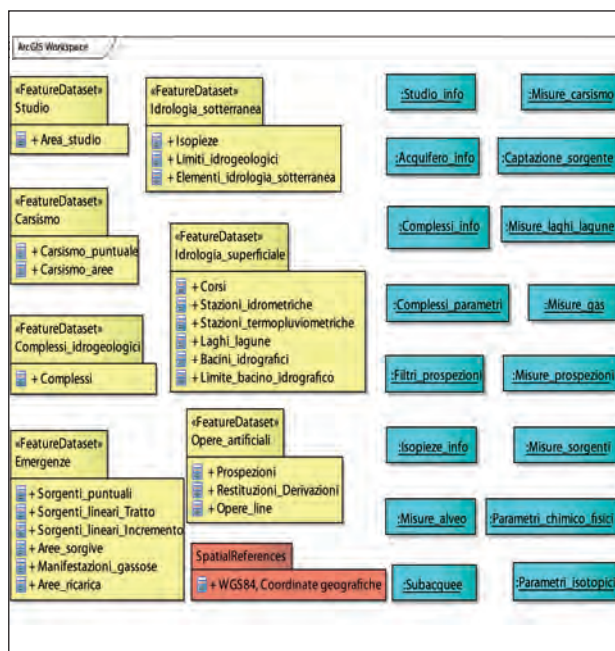 ArcGIS Workspace
«FeatureDataset»
Studio
+ Area_studio
«FeatureDataset»
Carsismo
+ Carsismo_puntuale
+ Carsismo_aree
«FeatureDataset»
Complessi_idrogeologici
+ Complessi
«FeatureDataset»
Emergenze
+ Sorgenti_puntuali
+ Sorgenti_lineari_Tratto
+ Sorgenti_lineari_Incremento
+ Aree_sorgive
+ Manifestazioni_gassose
+ Aree_ricarica
«FeatureDataset»
Idrologia_sotterranea
+ Isopieze
+ Limiti_idrogeologici
+ Elementi_idrologia_sotterranea
«FeatureDataset»
Idrologia_superficiale
+ Corsi
+ Stazioni_idrometriche
+ Stazioni_termopluviometriche
+ Laghi_lagune
+ Bacini_idrografici
+ Limite_bacino_idrografico
«FeatureDataset»
Opere_artificiali
+ Prospezioni
+ Restituzioni_Derivazioni
+ Opere_line
SpatialReferences
+ WGS84, Coordinate geografiche
:Studio_info
:Misure_carsismo
:Acquifero_info
:Captazione_sorgente
:Complessi_info
:Misure_laghi_lagune
:Complessi_parametri
:Misure_gas
:Filtri_prospezioni
:Misure_prospezioni
:Isopieze_info
:Misure_sorgenti
:Misure_alveo
:Parametri_chimico_fisici
:Subacquee
:Parametri_isotopici